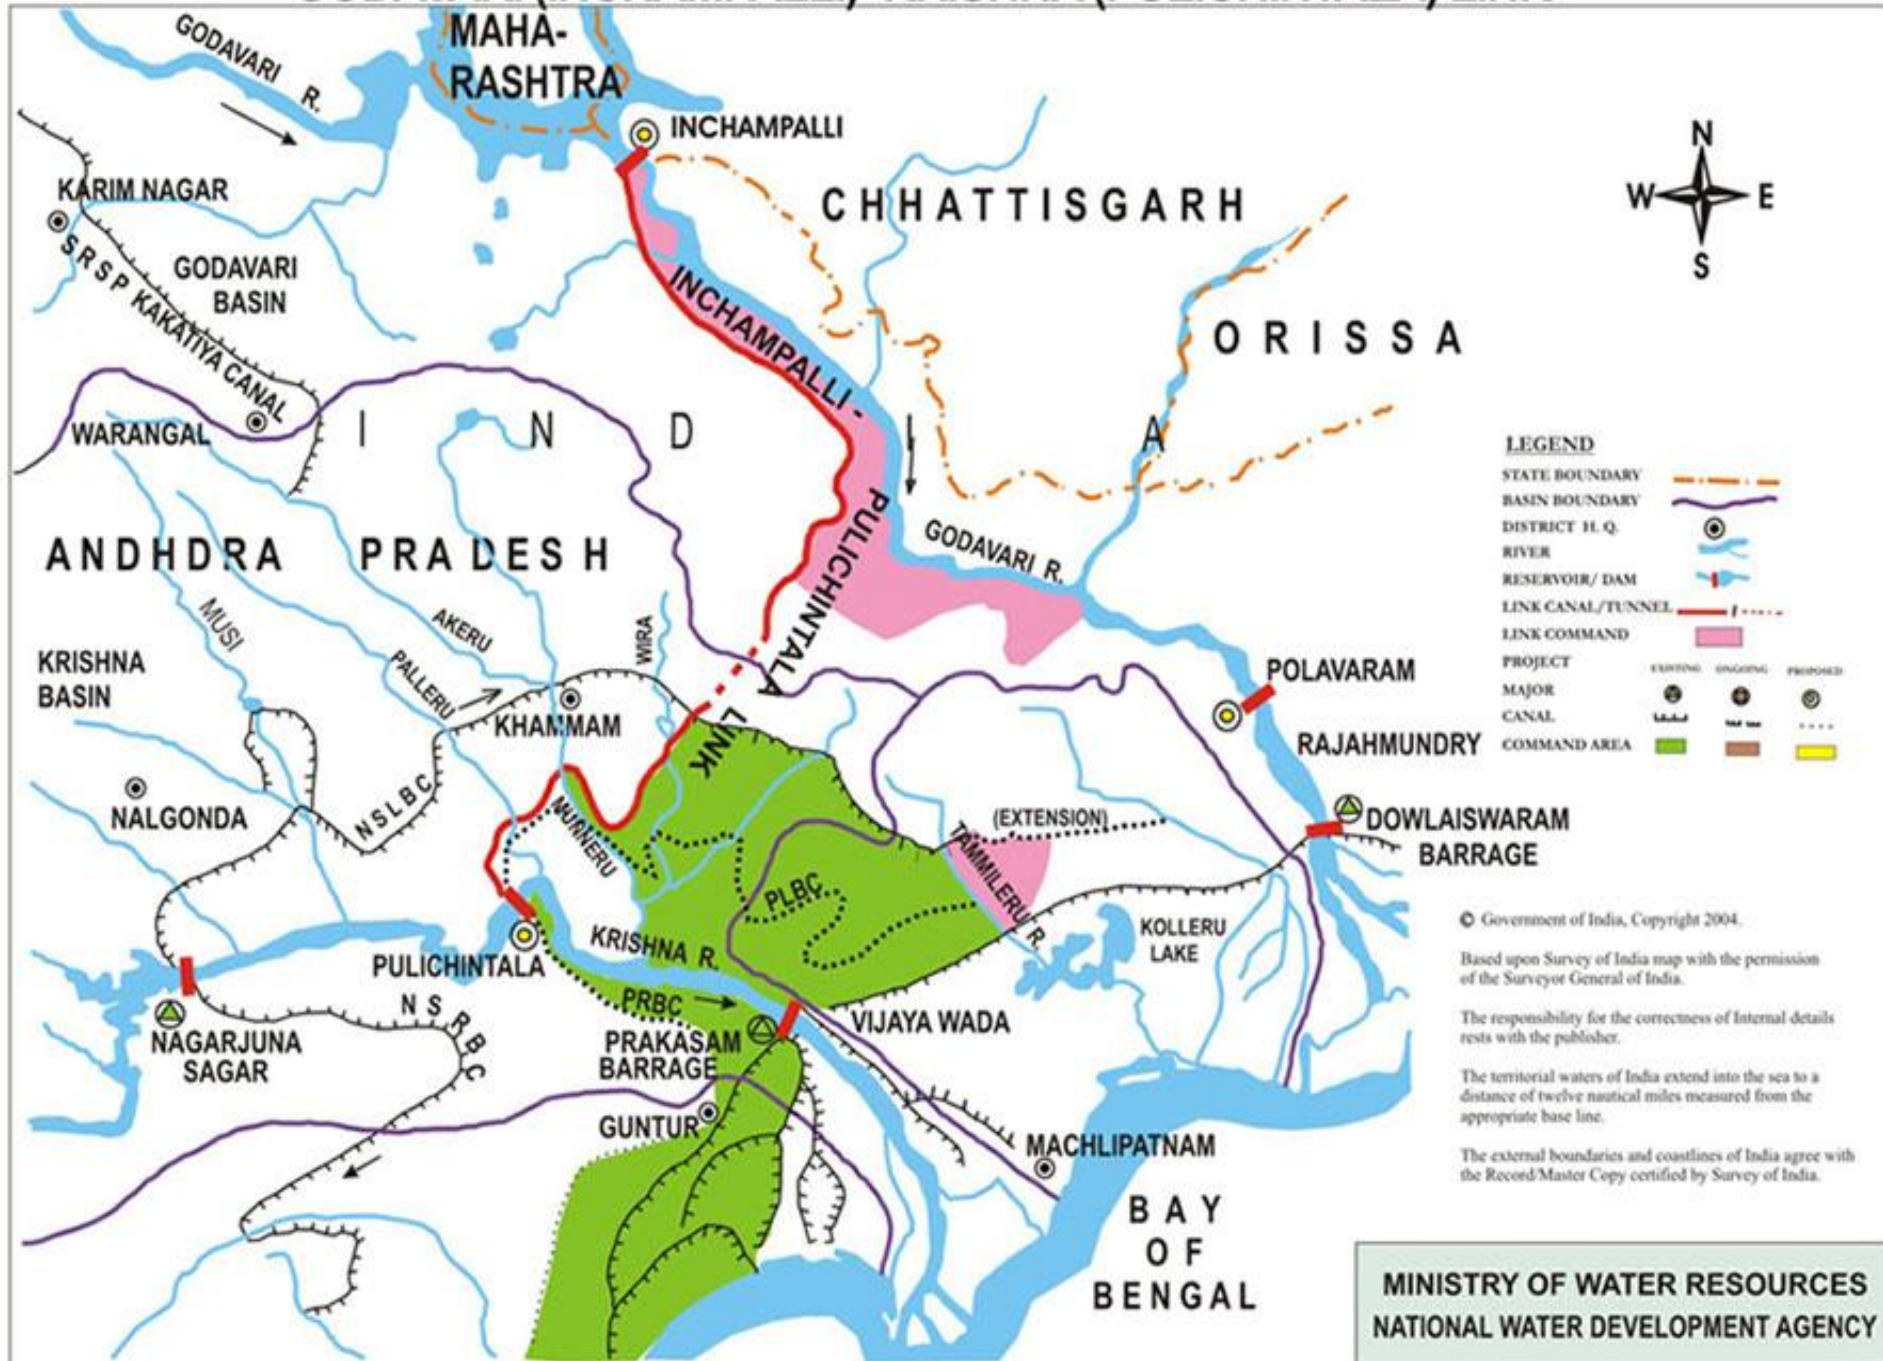 MAHA-
RASHTRA
GODAVARI R.
INCHAMPALLI
KARIM NAGAR
CHHATTISGARH
N
W E
S
SRSP KAKATIYA CANAL
GODAVARI
BASIN
INCHAMPALLI - PULICHINTALA LINK
ORISSA
WARANGAL
I N D A
ANDHDRA PRADESH
GODAVARI R.
MUSI
AKERU
PALLERU
WIRA
KRISHNA
BASIN
KHAMMAM
POLAVARAM
RAJAHMUNDRY
NALGONDA
NSLBC
MUNNERU
(EXTENSION)
TAMMILERU R.
DOWLAISWARAM
BARRAGE
PLBC
KOLLERU
LAKE
KRISHNA R.
PULICHINTALA
NSRBC
PRBC
NAGARJUNA
SAGAR
PRAKASAM
BARRAGE
VIJAYA WADA
GUNTUR
MACHLIPATNAM
BAY
OF
BENGAL
LEGEND
STATE BOUNDARY
BASIN BOUNDARY
DISTRICT H. Q.
RIVER
RESERVOIR/ DAM
LINK CANAL/TUNNEL /
LINK COMMAND
PROJECT EXISTING ONGOING PROPOSED
MAJOR
CANAL
COMMAND AREA
© Government of India, Copyright 2004.
Based upon Survey of India map with the permission
of the Surveyor General of India.
The responsibility for the correctness of Internal details
rests with the publisher.
The territorial waters of India extend into the sea to a
distance of twelve nautical miles measured from the
appropriate base line.
The external boundaries and coastlines of India agree with
the Record/Master Copy certified by Survey of India.
MINISTRY OF WATER RESOURCES
NATIONAL WATER DEVELOPMENT AGENCY